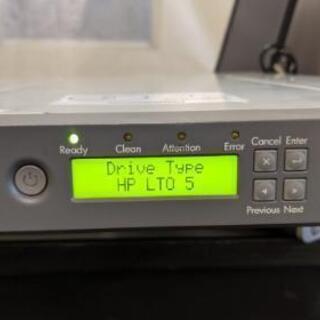 Ready Clean Attention Error Cancel Enter
Drive Type
HP LTO 5
Previous Next